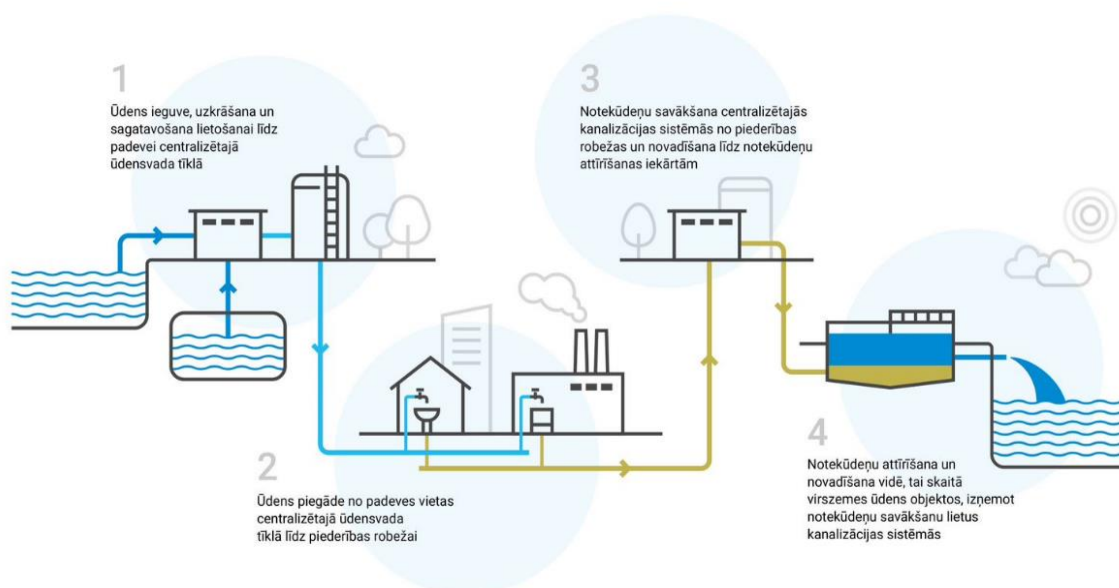 1
Ūdens ieguve, uzkrāšana un
sagatavošana lietošanai līdz
padevei centralizētajā
ūdensvada tīklā
2
Ūdens piegāde no padeves vietas
centralizētajā ūdensvada
tīklā līdz piederības robežai
3
Notekūdeņu savākšana centralizētajās
kanalizācijas sistēmās no piederības
robežas un novadīšana līdz notekūdeņu
attīrīšanas iekārtām
4
Notekūdeņu attīrīšana un
novadīšana vidē, tai skaitā
virszemes ūdens objektos, izņemot
notekūdeņu savākšanu lietus
kanalizācijas sistēmās